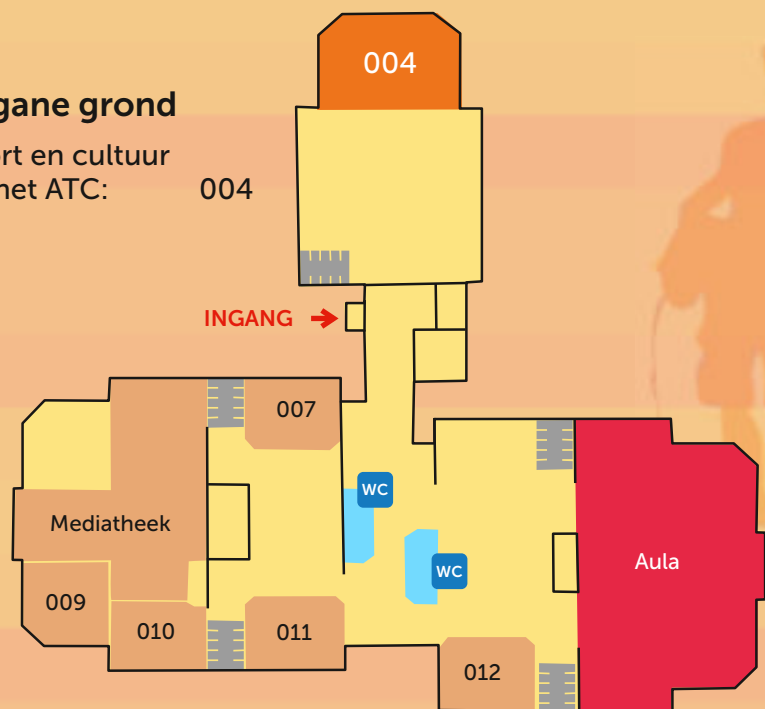 004
gane grond
rt en cultuur
net ATC: 004
INGANG
007
WC
Mediatheek
WC
Aula
009
010
011
012